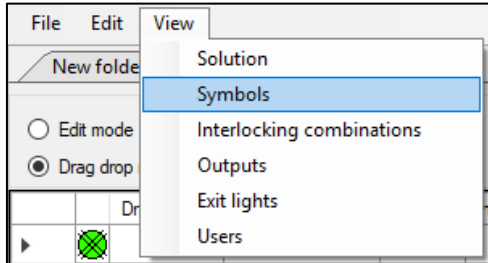 File Edit View
New folde
Solution
Symbols
Edit mode
Interlocking combinations
Drag drop
Outputs
Exit lights
Dr
Users